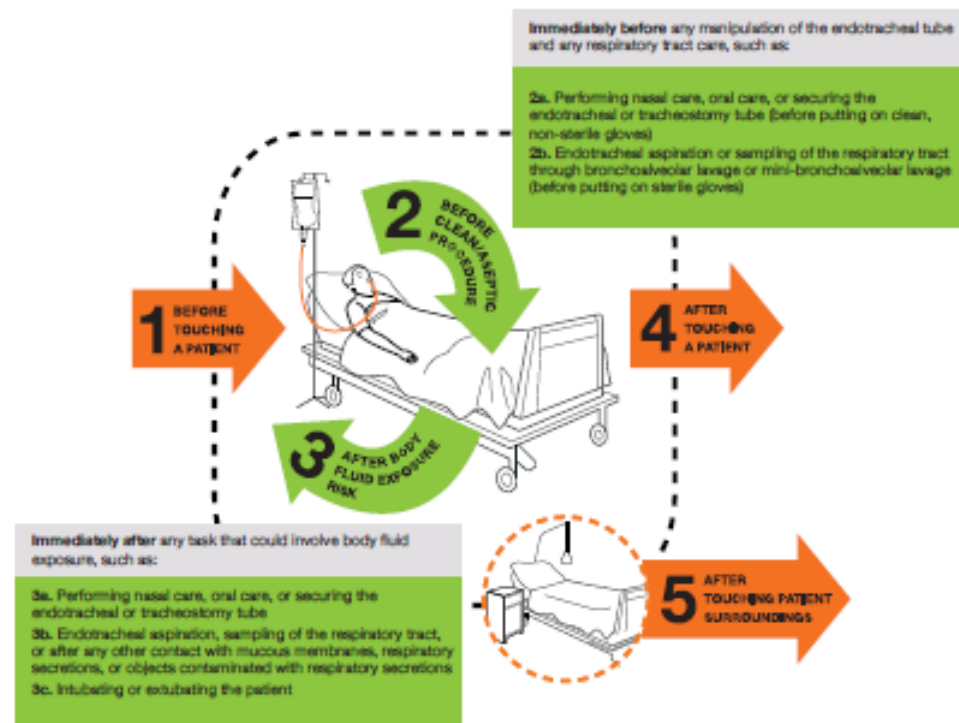 Immediately before any manipulation of the endotracheal tube
and any respiratory tract care, such as:
2a. Performing nasal care, oral care, or securing the
endotracheal or tracheostomy tube (before putting on clean,
non-sterile gloves)
2b. Endotracheal aspiration or sampling of the respiratory tract
through bronchoalveolar lavage or mini-bronchoalveolar lavage
(before putting on sterile gloves)
2 BEFORE
CLEAN/ASEPTIC
PROCEDURE
1 BEFORE
TOUCHING
A PATIENT
4 AFTER
TOUCHING
A PATIENT
3 AFTER BODY
FLUID EXPOSURE
RISK
Immediately after any task that could involve body fluid
exposure, such as:
3a. Performing nasal care, oral care, or securing the
endotracheal or tracheostomy tube
3b. Endotracheal aspiration, sampling of the respiratory tract,
or after any other contact with mucous membranes, respiratory
secretions, or objects contaminated with respiratory secretions
3c. Intubating or extubating the patient
5 AFTER
TOUCHING PATIENT
SURROUNDINGS